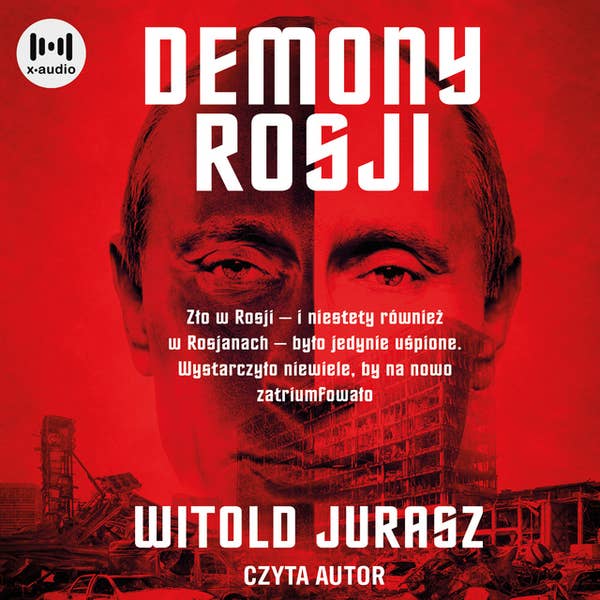 x-audio
DEMONY
ROSJI
Zło w Rosji – i niestety również
w Rosjanach – było jedynie uśpione.
Wystarczyło niewiele, by na nowo
zatriumfowało
WITOLD JURASZ
CZYTA AUTOR